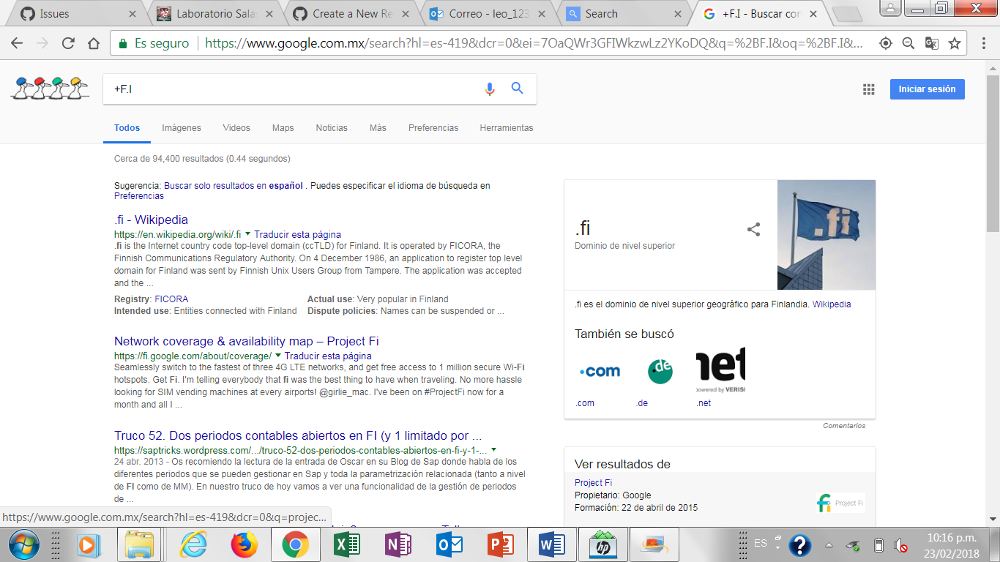 Issues
Laboratorio Sala
Create a New Re
Correo - leo_123
Search
+F.I - Buscar con
Es seguro
https://www.google.com.mx/search?hl=es-419&dcr=0&ei=7OaQWr3GFIWkzwLz2YKoDQ&q=%2BF.I&oq=%2BF.I&...
+F.I
Iniciar sesión
Todos Imágenes Videos Maps Noticias Más Preferencias Herramientas
Cerca de 94,400 resultados (0.44 segundos)
Sugerencia: Buscar solo resultados en español . Puedes especificar el idioma de búsqueda en
Preferencias
.fi - Wikipedia
https://en.wikipedia.org/wiki/.fi Traducir esta página
.fi is the Internet country code top-level domain (ccTLD) for Finland. It is operated by FICORA, the
Finnish Communications Regulatory Authority. On 4 December 1986, an application to register top level
domain for Finland was sent by Finnish Unix Users Group from Tampere. The application was accepted
and the ...
Registry: FICORA Actual use: Very popular in Finland
Intended use: Entities connected with Finland Dispute policies: Names can be suspended or ...
Network coverage & availability map – Project Fi
https://fi.google.com/about/coverage/ Traducir esta página
Seamlessly switch to the fastest of three 4G LTE networks, and get free access to 1 million secure Wi-Fi
hotspots. Get Fi. I'm telling everybody that fi was the best thing to have when traveling. No more hassle
looking for SIM vending machines at every airports! @girlie_mac. I've been on #ProjectFi now for a
month and all I ...
Truco 52. Dos periodos contables abiertos en FI (y 1 limitado por ...
https://saptricks.wordpress.com/.../truco-52-dos-periodos-contables-abiertos-en-fi-y-1-...
24 abr. 2013 - Os recomiendo la lectura de la entrada de Oscar en su Blog de Sap donde habla de los
diferentes periodos que se pueden gestionar en Sap y toda la parametrización relacionada (tanto a nivel
de FI como de MM). En nuestro truco de hoy vamos a ver una funcionalidad de la gestión de periodos
de ...
.fi
Dominio de nivel superior
.fi
.fi es el dominio de nivel superior geográfico para Finlandia. Wikipedia
También se buscó
.com
.de
net
powered by VERISI
.com .de .net
Comentarios
Ver resultados de
Project Fi
Propietario: Google
Formación: 22 de abril de 2015
Project Fi
https://www.google.com.mx/search?hl=es-419&dcr=0&q=projec...
ES
10:16 p.m.
23/02/2018